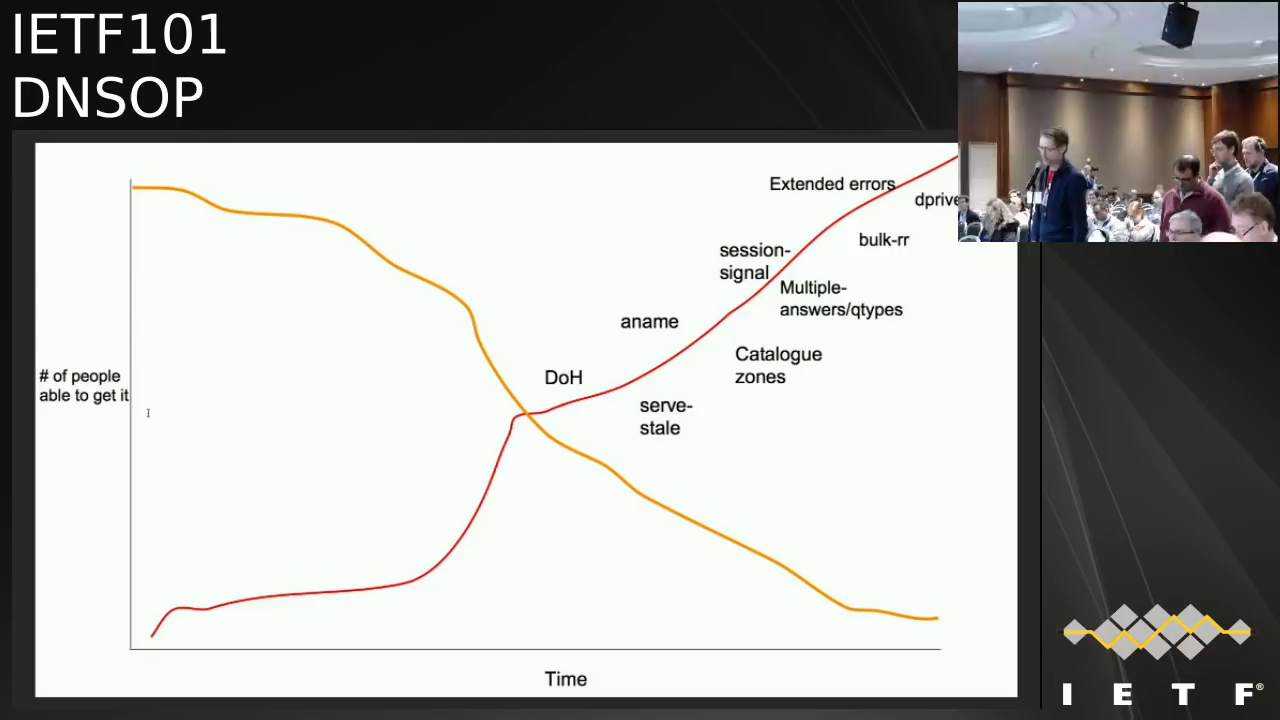 IETF101
DNSOP
Extended errors
dprive
bulk-rr
session-
signal
Multiple-
answers/qtypes
aname
Catalogue
zones
DoH
serve-
stale
# of people
able to get it
Time
I E T F®